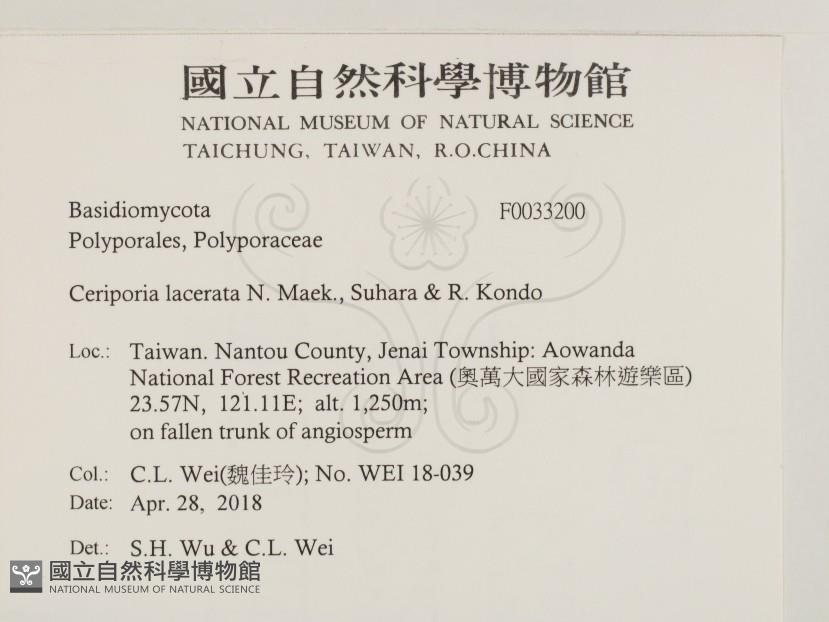 國立自然科學博物館
NATIONAL MUSEUM OF NATURAL SCIENCE
TAICHUNG, TAIWAN, R.O.CHINA
Basidiomycota F0033200
Polyporales, Polyporaceae
Ceriporia lacerata N. Maek., Suhara & R. Kondo
Loc.: Taiwan. Nantou County, Jenai Township: Aowanda
National Forest Recreation Area (奧萬大國家森林遊樂區)
23.57N, 121.11E; alt. 1,250m;
on fallen trunk of angiosperm
Col.: C.L. Wei(魏佳玲); No. WEI 18-039
Date: Apr. 28, 2018
Det.: S.H. Wu & C.L. Wei
國立自然科學博物館
NATIONAL MUSEUM OF NATURAL SCIENCE